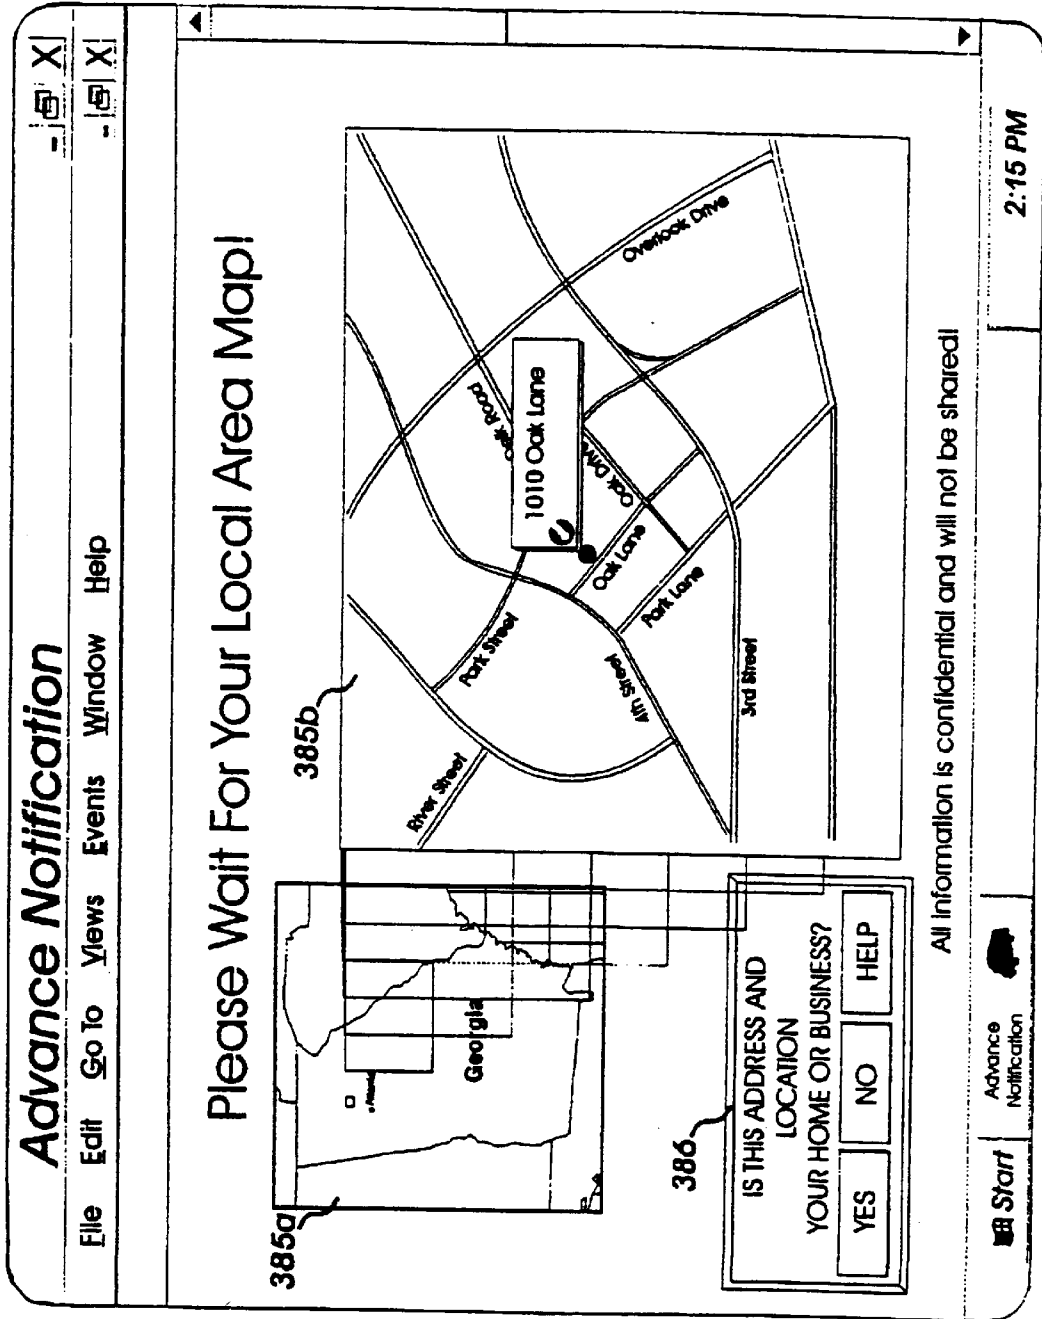 Advance Notification
File Edit Go To Views Events Window Help
Please Wait For Your Local Area Map!
385a
Georgia
385b
River Street
Park Street
4th Street
3rd Street
Park Lane
Oak Lane
Oak Drive
Oak Road
1010 Oak Lane
Overlook Drive
386
IS THIS ADDRESS AND
LOCATION
YOUR HOME OR BUSINESS?
YES NO HELP
All information is confidential and will not be shared!
Start
Advance
Notification
2:15 PM